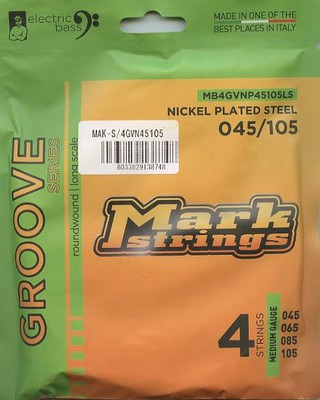 electric
bass
MADE IN ONE OF THE
BEST PLACES IN ITALY
MB4GVNP45105LS
NICKEL PLATED STEEL
045/105
MAK-S/4GVN45105
8033829138748
GROOVE
SERIES
roundwound | long scale
Mark
strings
4
STRINGS
MEDIUM GAUGE
045
065
085
105